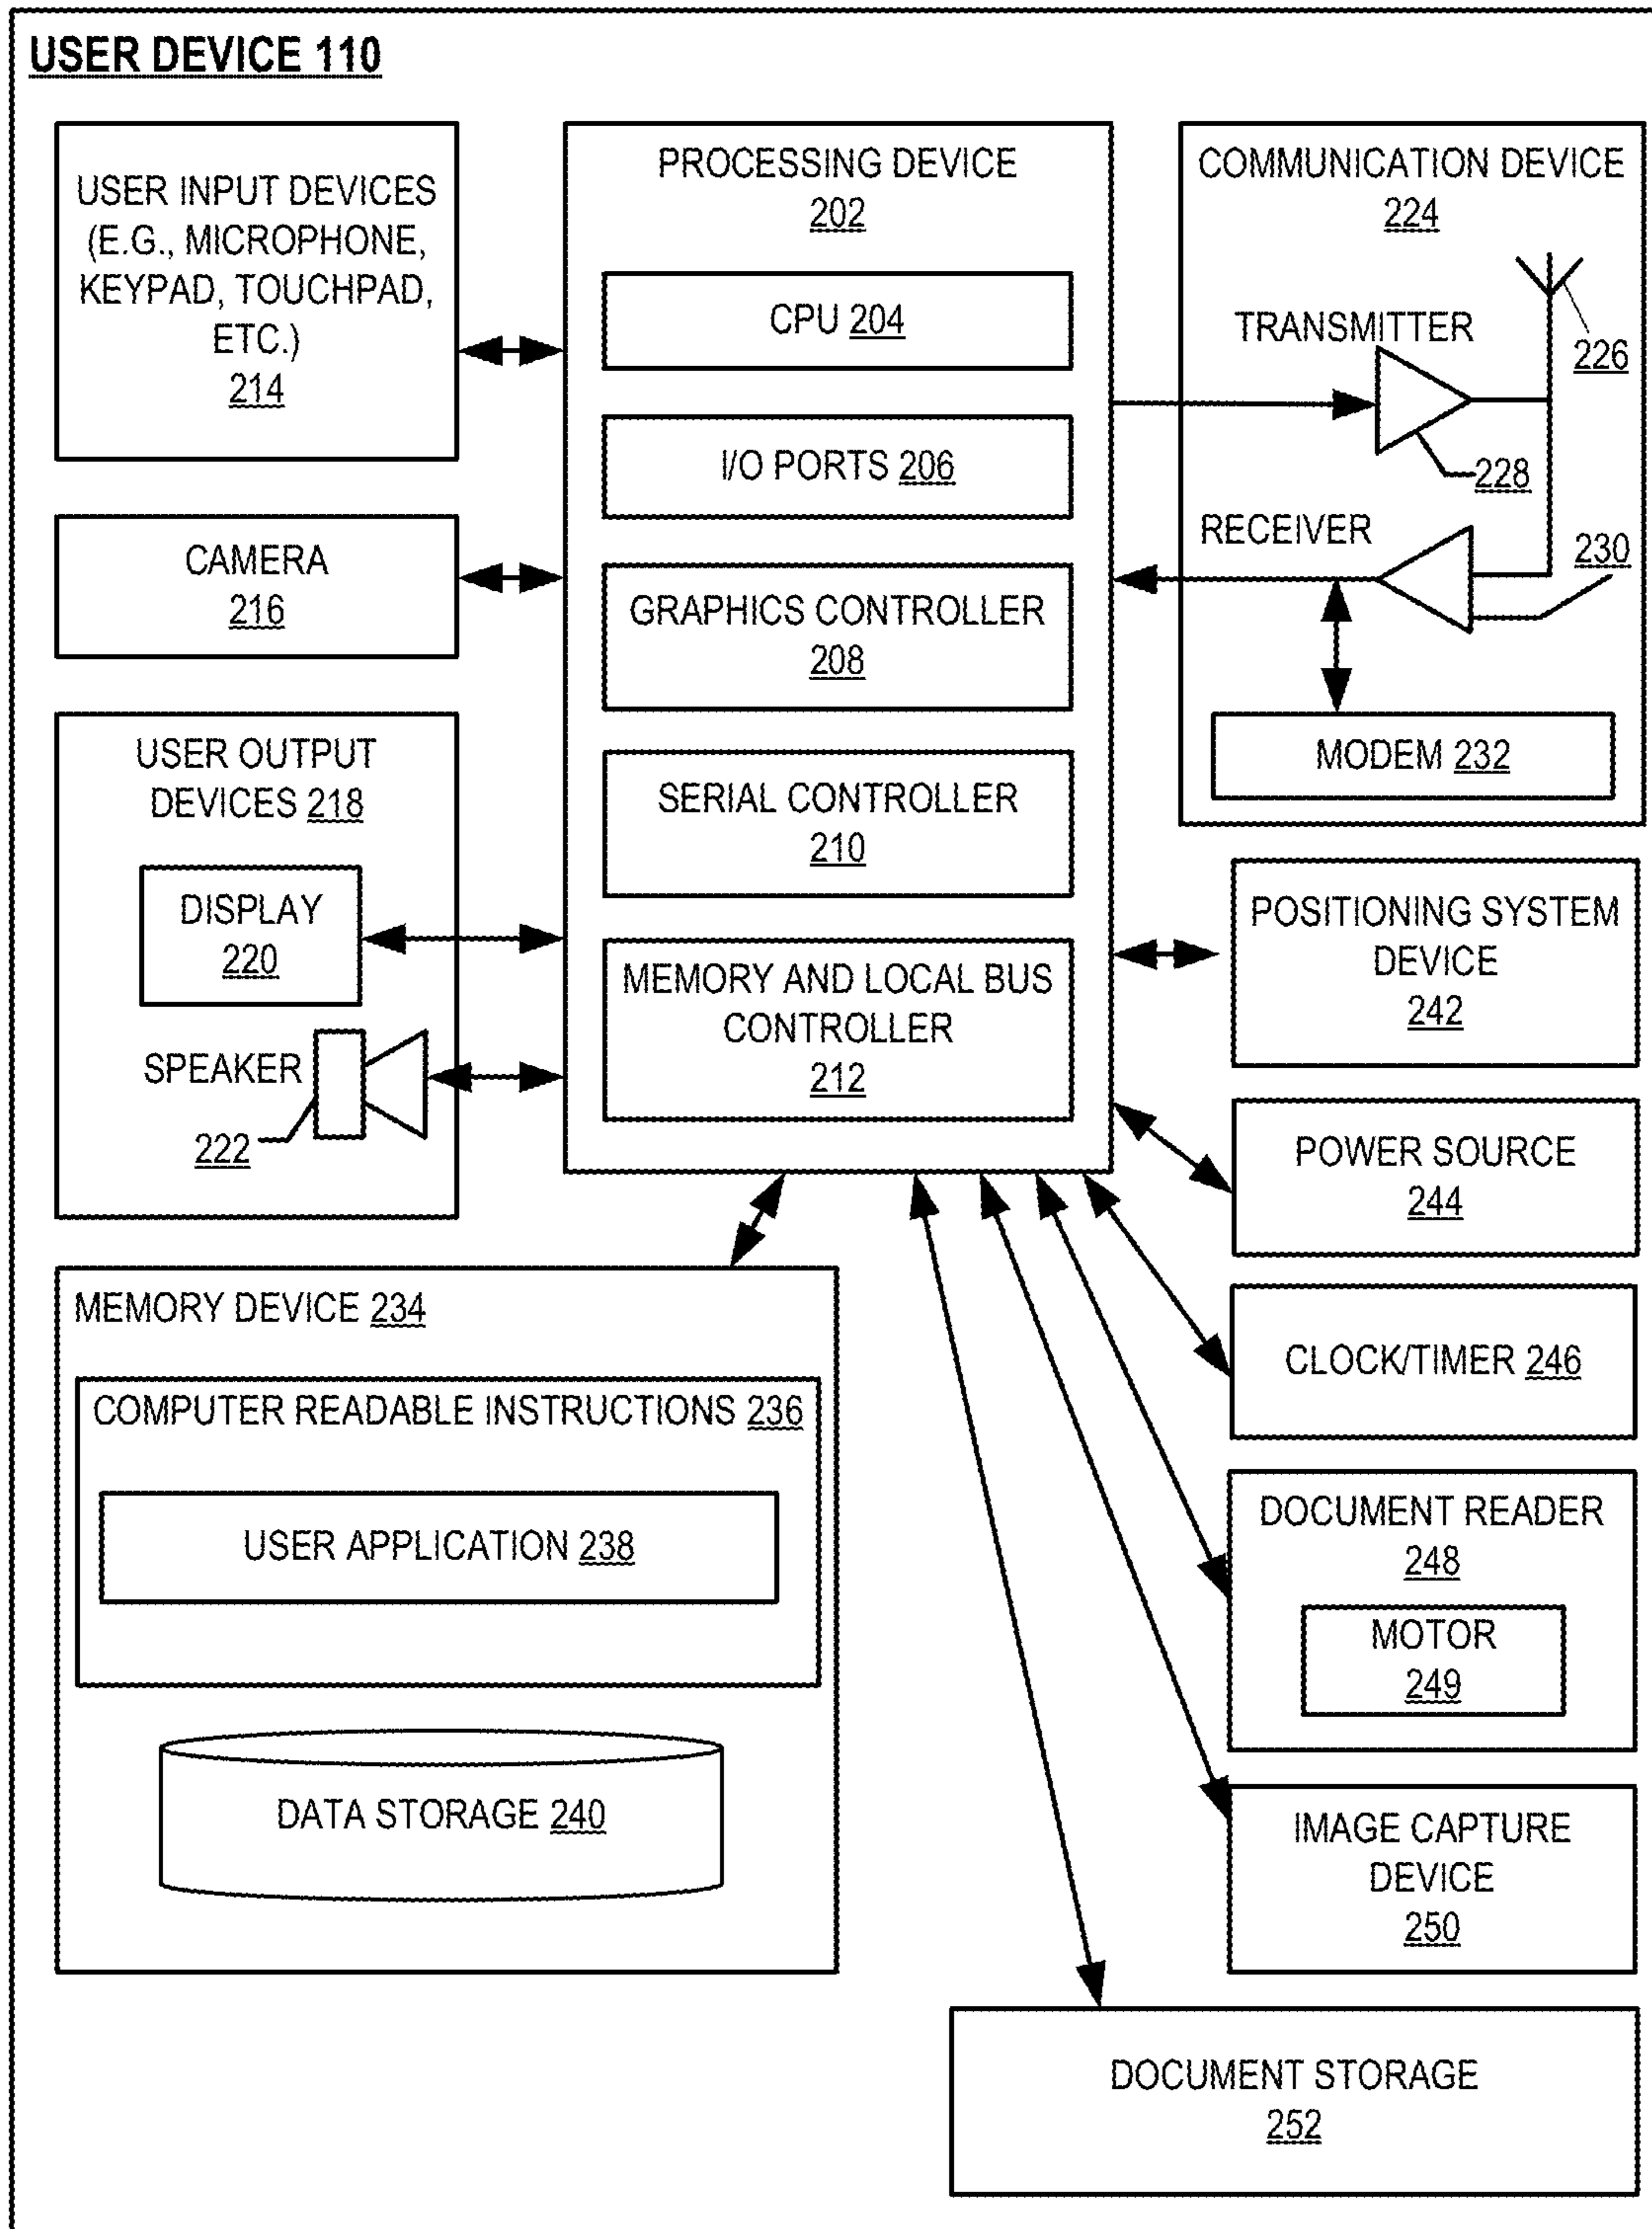 USER DEVICE 110
USER INPUT DEVICES
(E.G., MICROPHONE,
KEYPAD, TOUCHPAD,
ETC.)
214
CAMERA
216
USER OUTPUT
DEVICES 218
DISPLAY
220
SPEAKER
222
PROCESSING DEVICE
202
CPU 204
I/O PORTS 206
GRAPHICS CONTROLLER
208
SERIAL CONTROLLER
210
MEMORY AND LOCAL BUS
CONTROLLER
212
COMMUNICATION DEVICE
224
TRANSMITTER
226
228
RECEIVER
230
MODEM 232
POSITIONING SYSTEM
DEVICE
242
POWER SOURCE
244
CLOCK/TIMER 246
DOCUMENT READER
248
MOTOR
249
IMAGE CAPTURE
DEVICE
250
MEMORY DEVICE 234
COMPUTER READABLE INSTRUCTIONS 236
USER APPLICATION 238
DATA STORAGE 240
DOCUMENT STORAGE
252